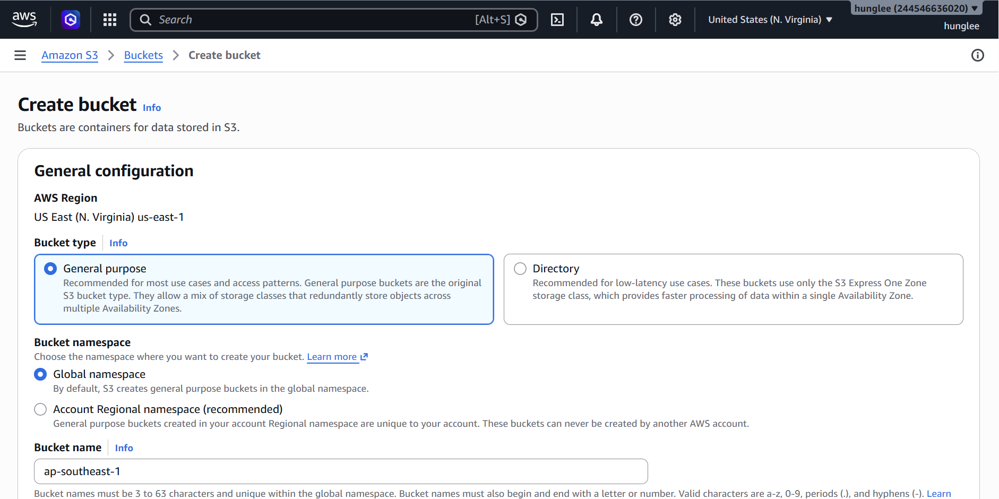 aws
Search
[Alt+S]
United States (N. Virginia)
hunglee (244546636020)
hunglee
Amazon S3
Buckets
Create bucket
Create bucket Info
Buckets are containers for data stored in S3.
General configuration
AWS Region
US East (N. Virginia) us-east-1
Bucket type
Info
General purpose
Recommended for most use cases and access patterns. General purpose buckets are the original
S3 bucket type. They allow a mix of storage classes that redundantly store objects across
multiple Availability Zones.
Directory
Recommended for low-latency use cases. These buckets use only the S3 Express One Zone
storage class, which provides faster processing of data within a single Availability Zone.
Bucket namespace
Choose the namespace where you want to create your bucket. Learn more
Global namespace
By default, S3 creates general purpose buckets in the global namespace.
Account Regional namespace (recommended)
General purpose buckets created in your account Regional namespace are unique to your account. These buckets can never be created by another AWS account.
Bucket name
Info
ap-southeast-1
Bucket names must be 3 to 63 characters and unique within the global namespace. Bucket names must also begin and end with a letter or number. Valid characters are a-z, 0-9, periods (.), and hyphens (-). Learn